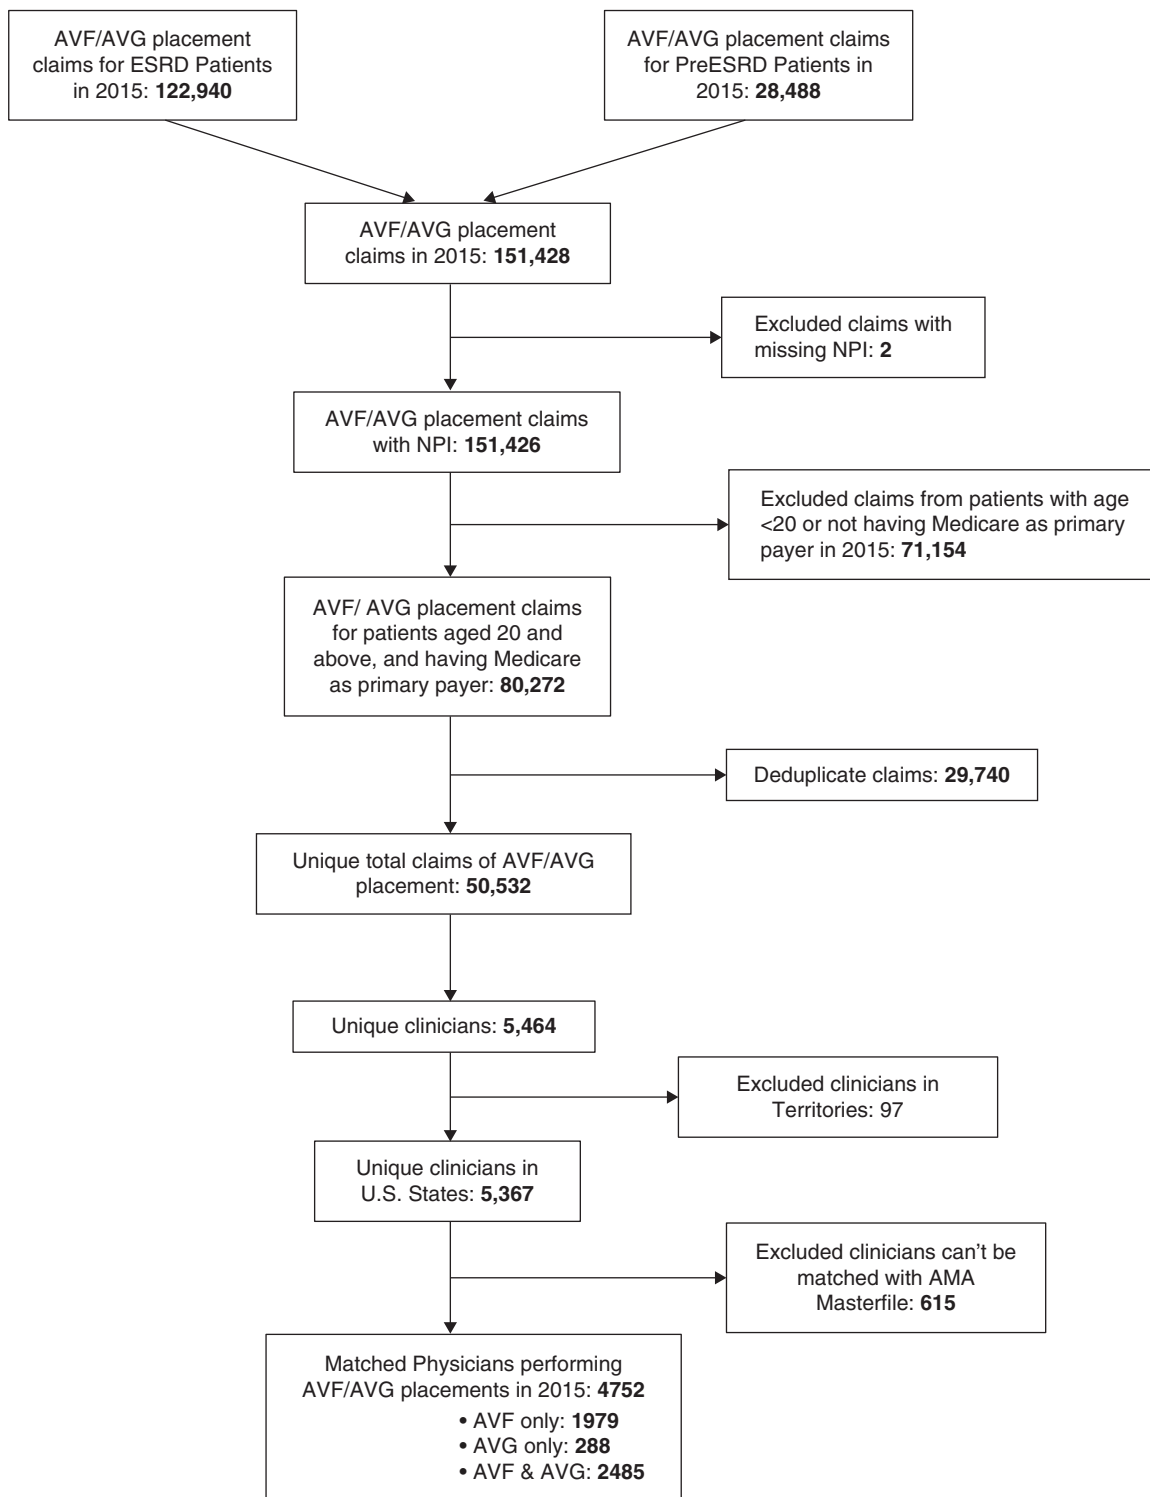 AVF/AVG placement
claims for ESRD Patients
in 2015: 122,940
AVF/AVG placement claims
for PreESRD Patients in
2015: 28,488
AVF/AVG placement
claims in 2015: 151,428
Excluded claims with
missing NPI: 2
AVF/AVG placement claims
with NPI: 151,426
Excluded claims from patients with age
<20 or not having Medicare as primary
payer in 2015: 71,154
AVF/ AVG placement claims
for patients aged 20 and
above, and having Medicare
as primary payer: 80,272
Deduplicate claims: 29,740
Unique total claims of AVF/AVG
placement: 50,532
Unique clinicians: 5,464
Excluded clinicians in
Territories: 97
Unique clinicians in
U.S. States: 5,367
Excluded clinicians can't be
matched with AMA
Masterfile: 615
Matched Physicians performing
AVF/AVG placements in 2015: 4752
• AVF only: 1979
• AVG only: 288
• AVF & AVG: 2485